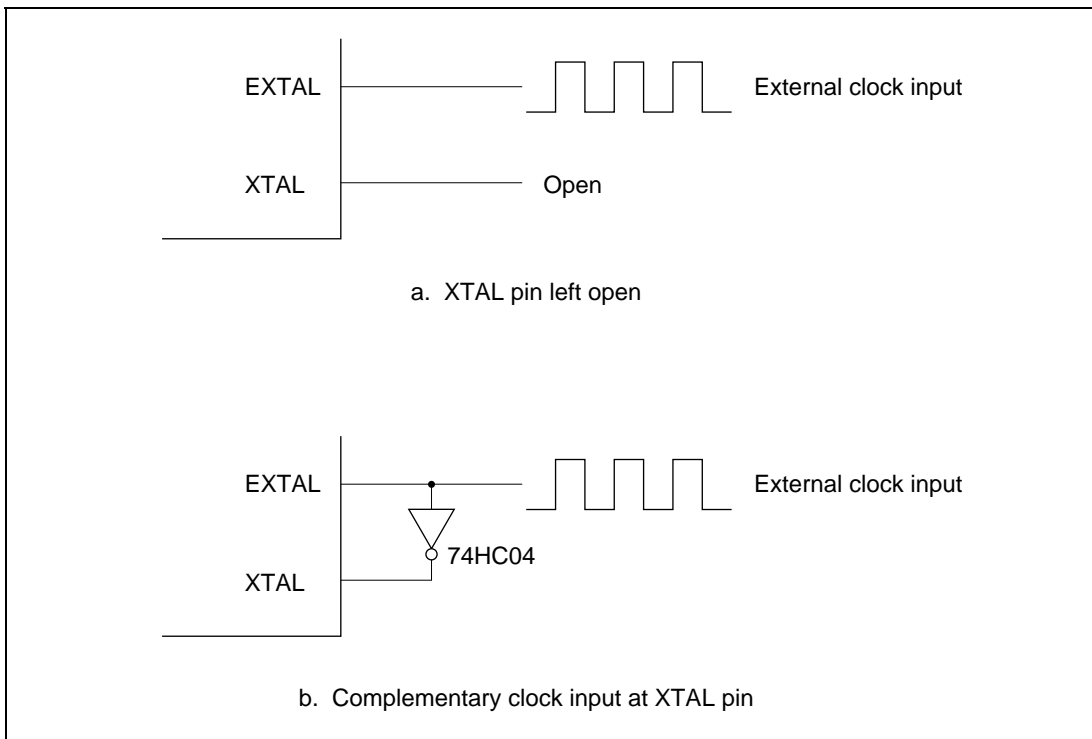 EXTAL
External clock input
XTAL
Open
a. XTAL pin left open
EXTAL
External clock input
74HC04
XTAL
b. Complementary clock input at XTAL pin